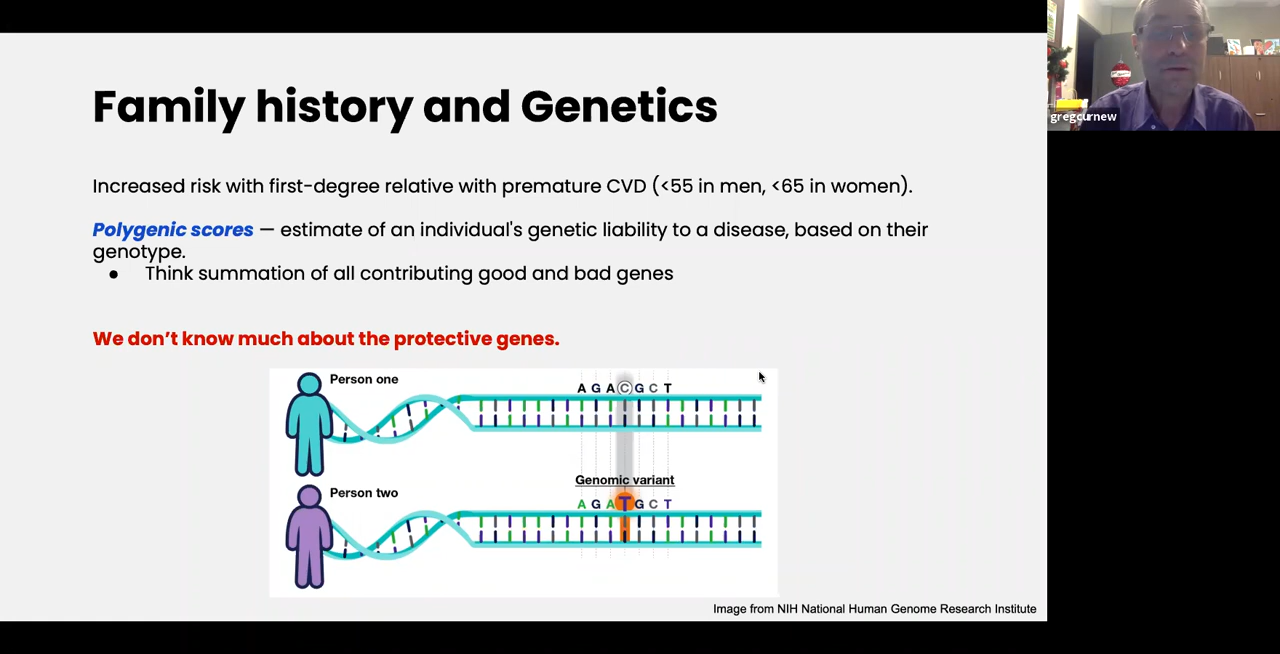 Family history and Genetics
gregcurnew
Increased risk with first-degree relative with premature CVD (<55 in men, <65 in women).
Polygenic scores — estimate of an individual's genetic liability to a disease, based on their
genotype.
● Think summation of all contributing good and bad genes
We don’t know much about the protective genes.
Person one
A G A C G C T
Genomic variant
Person two
A G A T G C T
Image from NIH National Human Genome Research Institute